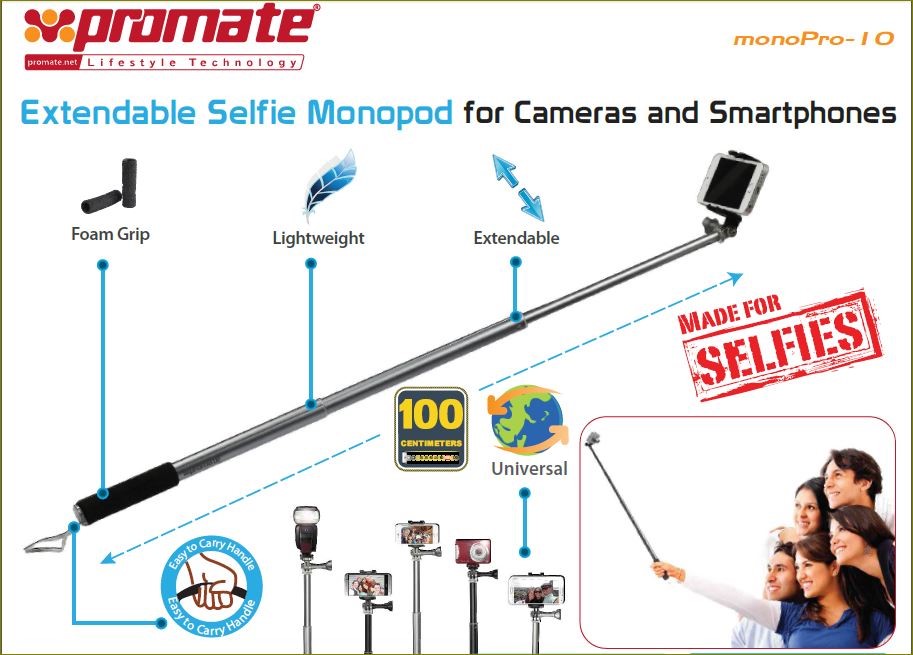 promate®
promate.net Lifestyle Technology
monoPro-10
Extendable Selfie Monopod for Cameras and Smartphones
Foam Grip
Lightweight
Extendable
MADE FOR
SELFIES
100
CENTIMETERS
Universal
promate
Easy to Carry Handle
Easy to Carry Handle